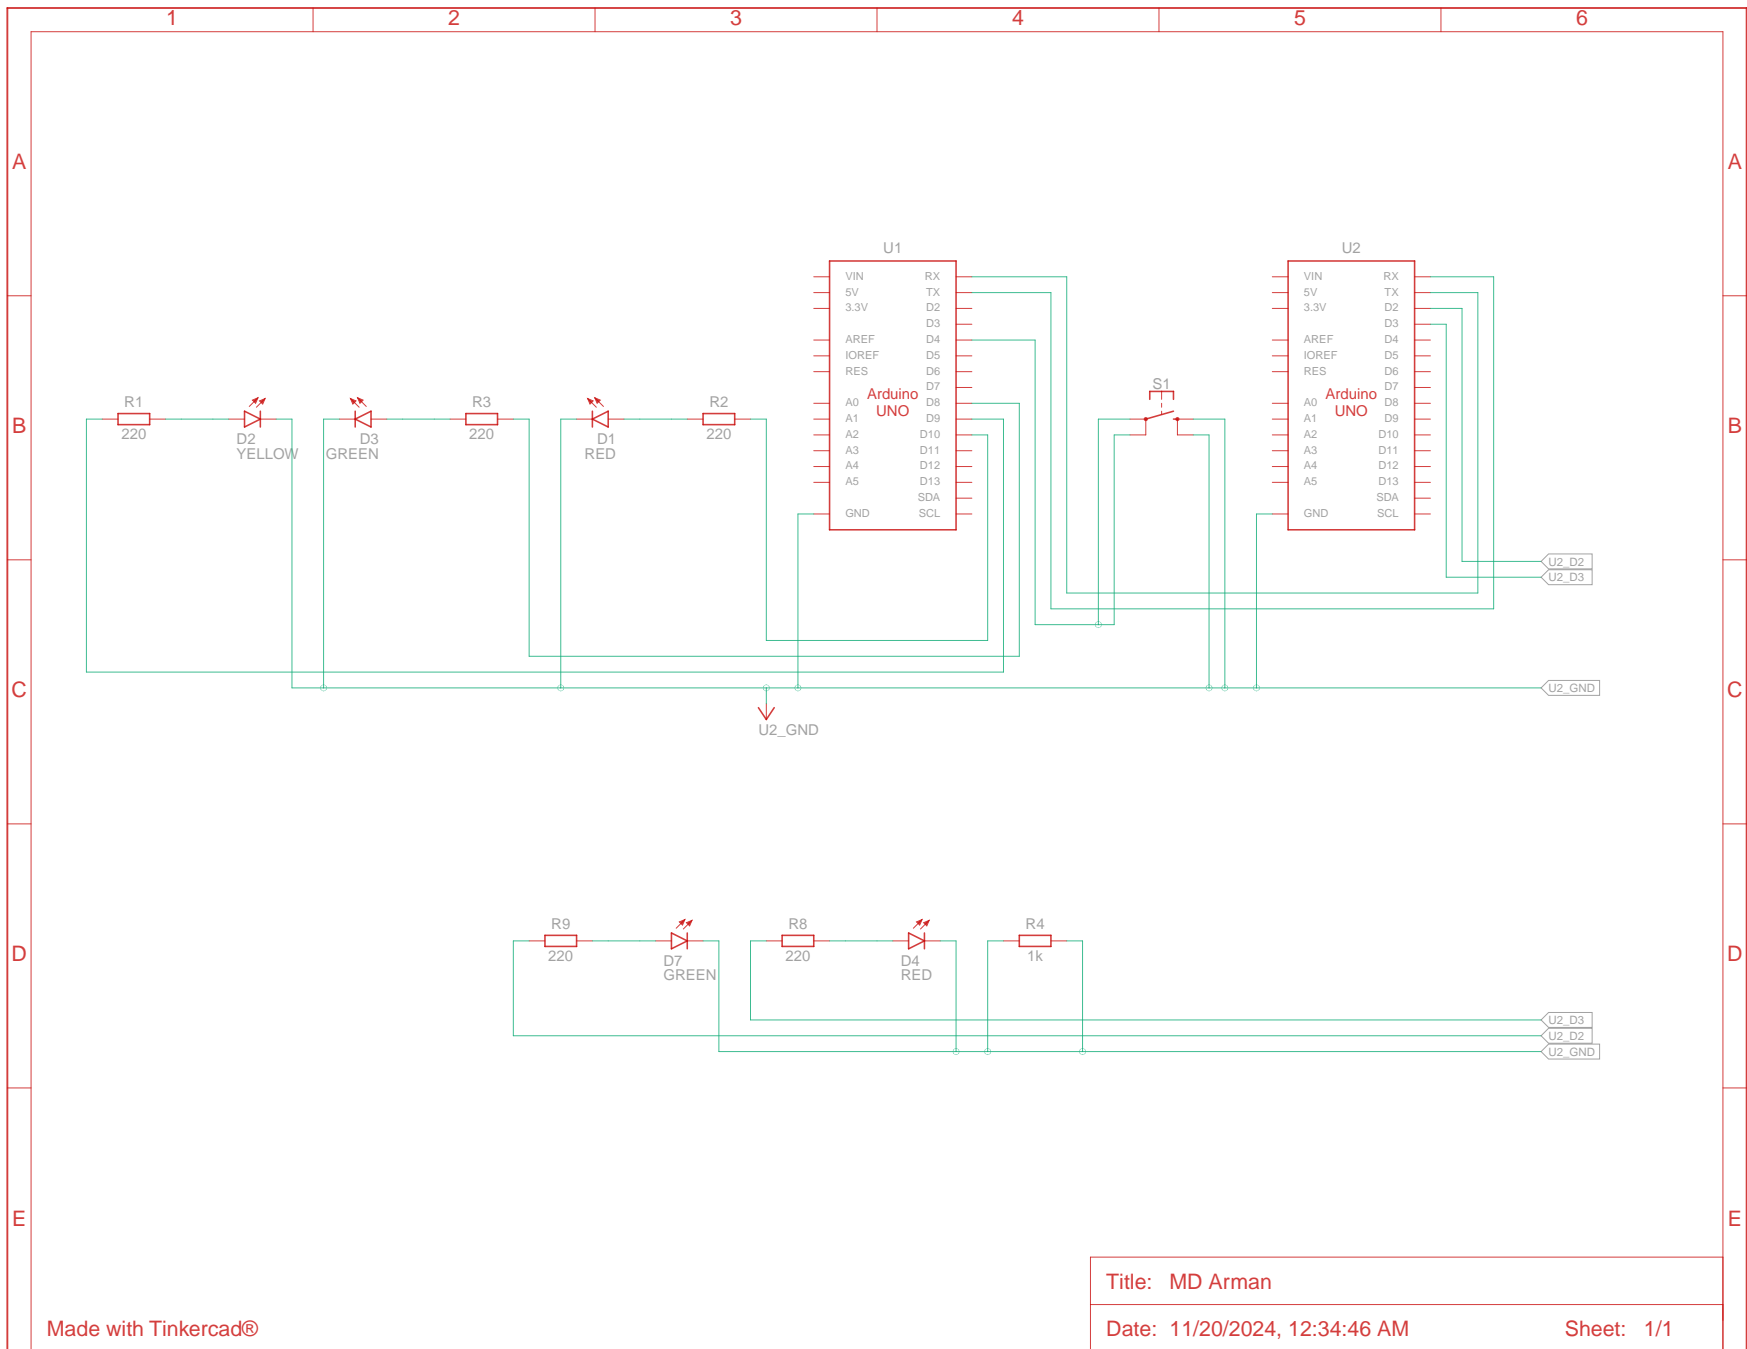 1 2 3 4 5 6
A A
U1 U2
VIN RX VIN RX
5V TX 5V TX
3.3V D2 3.3V D2
D3 D3
AREF D4 AREF D4
IOREF D5 IOREF D5
RES D6 RES D6
D7 D7
Arduino Arduino
UNO UNO
S1
R1 R3 R2 A0 D8 A0 D8
A1 D9 A1 D9
B B
220 220 220 A2 D10 A2 D10
D2 D3 D1
YELLOW GREEN RED
A3 D11 A3 D11
A4 D12 A4 D12
A5 D13 A5 D13
SDA SDA
GND SCL GND SCL
U2_D2
U2_D3
C U2_GND C
U2_GND
R9 R8 R4
D D
220 220 1k
D7 D4
GREEN RED
U2_D3
U2_D2
U2_GND
E E
Title: MD Arman
Made with Tinkercad®
Date: 11/20/2024, 12:34:46 AM Sheet: 1/1